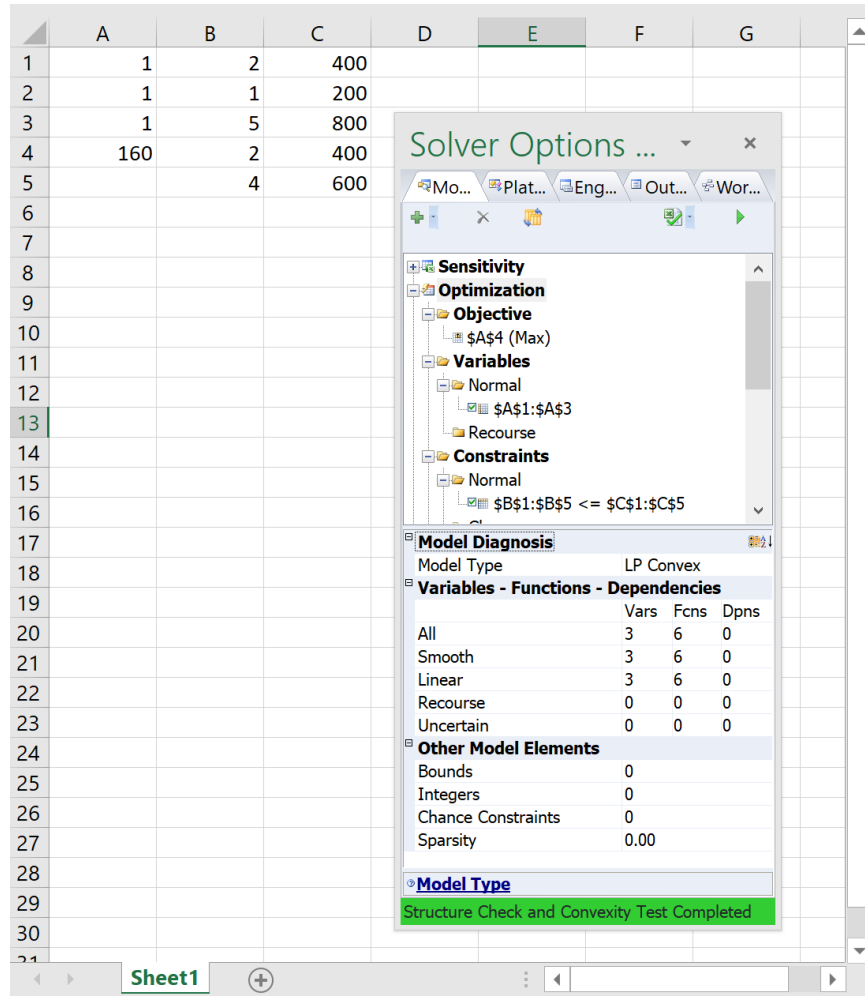 A B C D E F G
1 1 2 400
2 1 1 200
3 1 5 800
4 160 2 400
5 4 600
6
7
8
9
10
11
12
13
14
15
16
17
18
19
20
21
22
23
24
25
26
27
28
29
30
Solver Options ...
Mo... Plat... Eng... Out... Wor...
Sensitivity
Optimization
Objective
$A$4 (Max)
Variables
Normal
$A$1:$A$3
Recourse
Constraints
Normal
$B$1:$B$5 <= $C$1:$C$5
Model Diagnosis
Model Type LP Convex
Variables - Functions - Dependencies
Vars Fcns Dpns
All 3 6 0
Smooth 3 6 0
Linear 3 6 0
Recourse 0 0 0
Uncertain 0 0 0
Other Model Elements
Bounds 0
Integers 0
Chance Constraints 0
Sparsity 0.00
Model Type
Structure Check and Convexity Test Completed
Sheet1